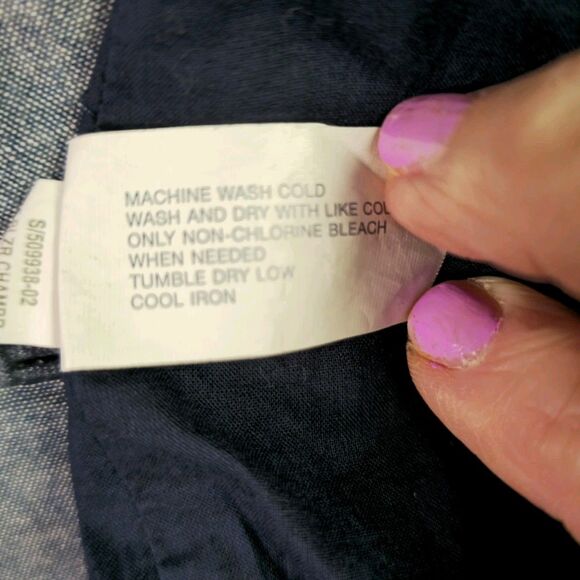 MACHINE WASH COLD
WASH AND DRY WITH LIKE
ONLY NON-CHLORINE BLEACH
WHEN NEEDED
TUMBLE DRY LOW
COOL IRON
SI/509938-02